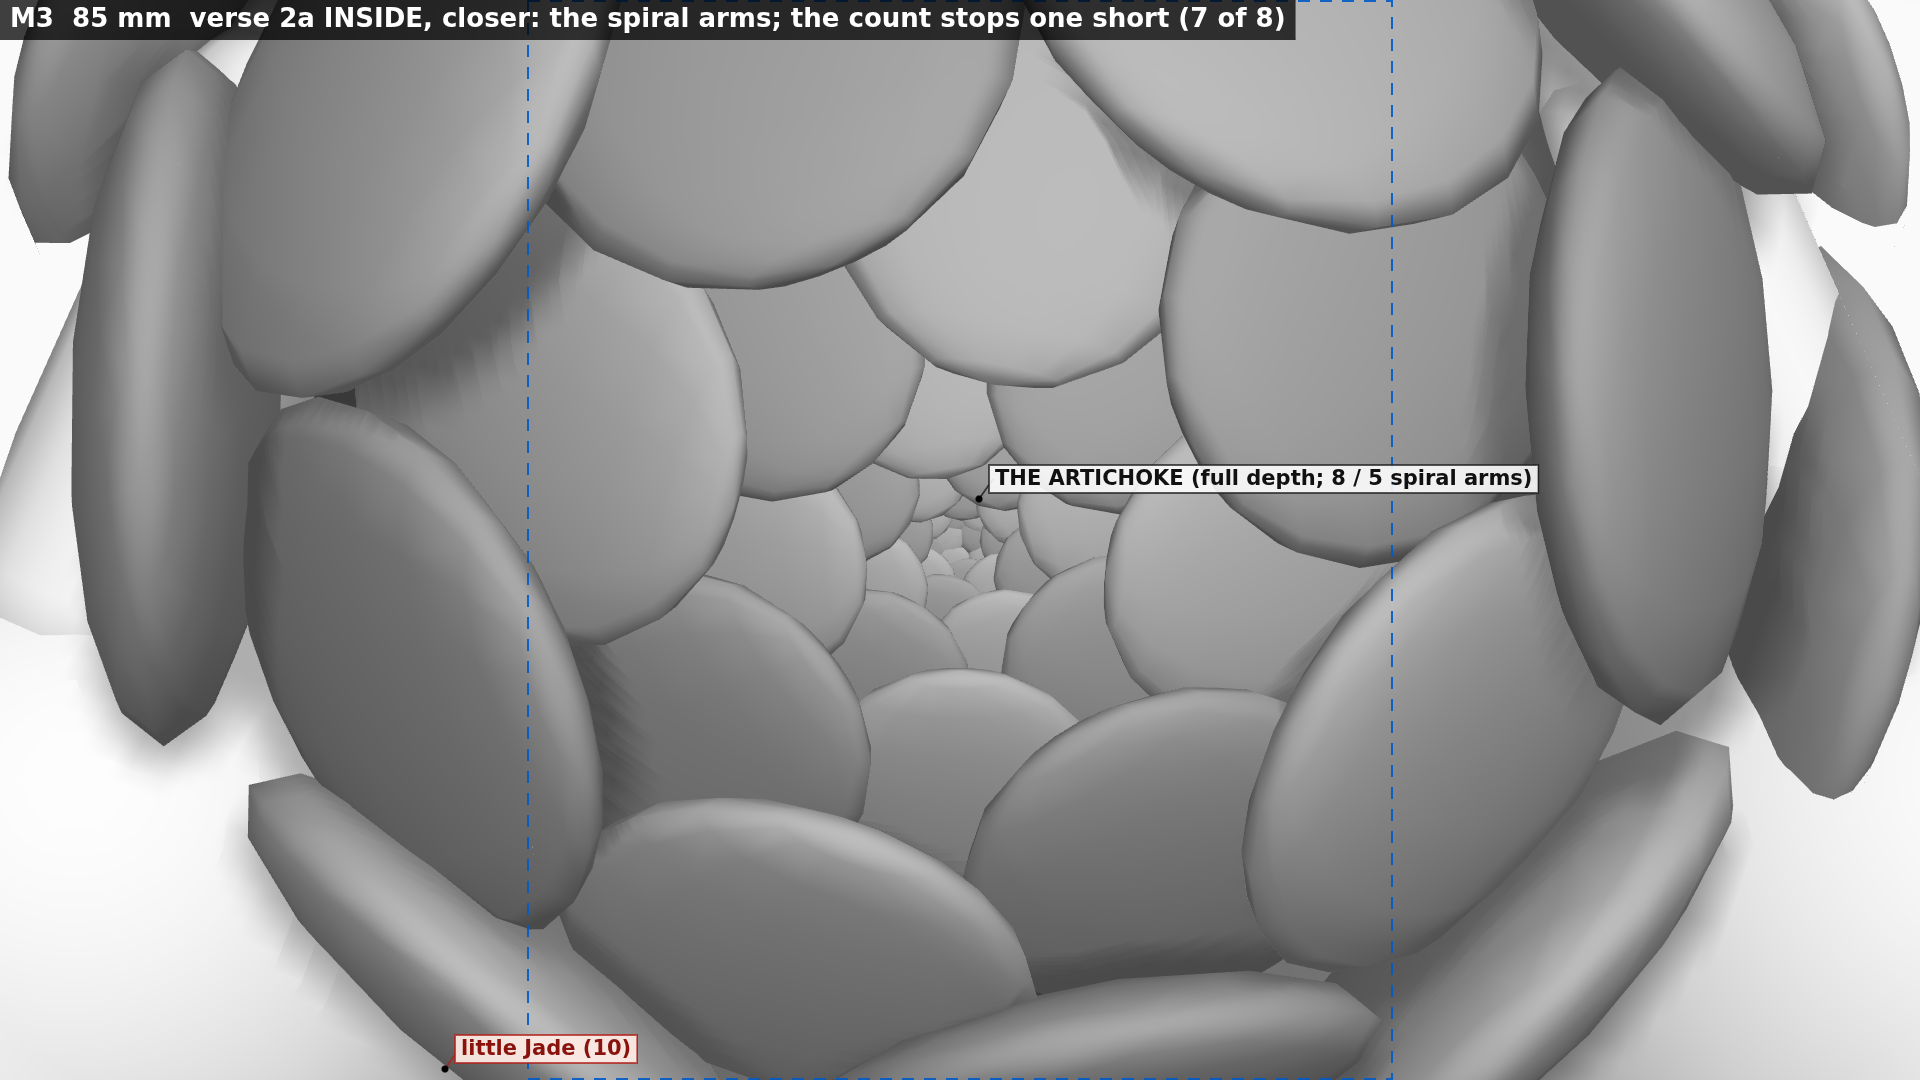 M3  85 mm  verse 2a INSIDE, closer: the spiral arms; the count stops one short (7 of 8)
THE ARTICHOKE (full depth; 8 / 5 spiral arms)
little Jade (10)